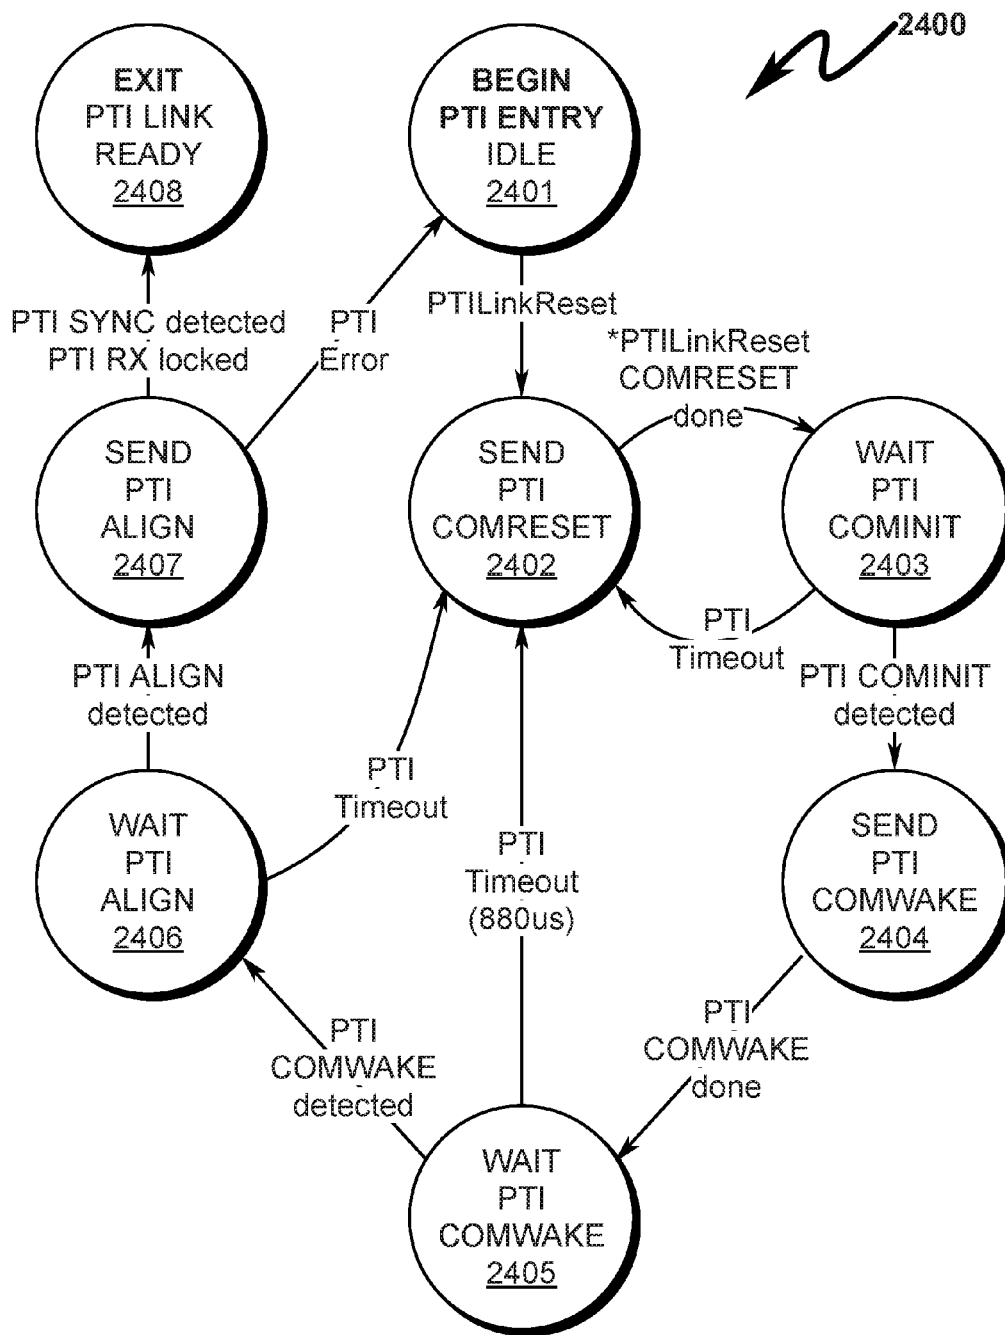 2400
EXIT
PTI LINK
READY
2408
BEGIN
PTI ENTRY
IDLE
2401
PTI SYNC detected
PTI RX locked
PTI
Error
PTILinkReset
*PTILinkReset
COMRESET
done
SEND
PTI
ALIGN
2407
SEND
PTI
COMRESET
2402
WAIT
PTI
COMINIT
2403
PTI
Timeout
PTI ALIGN
detected
PTI COMINIT
detected
PTI
Timeout
WAIT
PTI
ALIGN
2406
PTI
Timeout
(880us)
SEND
PTI
COMWAKE
2404
PTI
COMWAKE
detected
PTI
COMWAKE
done
WAIT
PTI
COMWAKE
2405